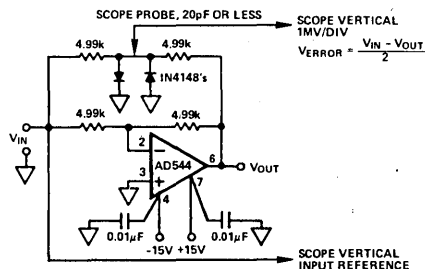 SCOPE PROBE, 20pF OR LESS
SCOPE VERTICAL
1MV/DIV
VERROR = VIN - VOUT
2
4.99k
4.99k
1N4148's
4.99k
4.99k
VIN
2
3
AD544
6
VOUT
4
7
0.01μF
0.01μF
-15V +15V
SCOPE VERTICAL
INPUT REFERENCE